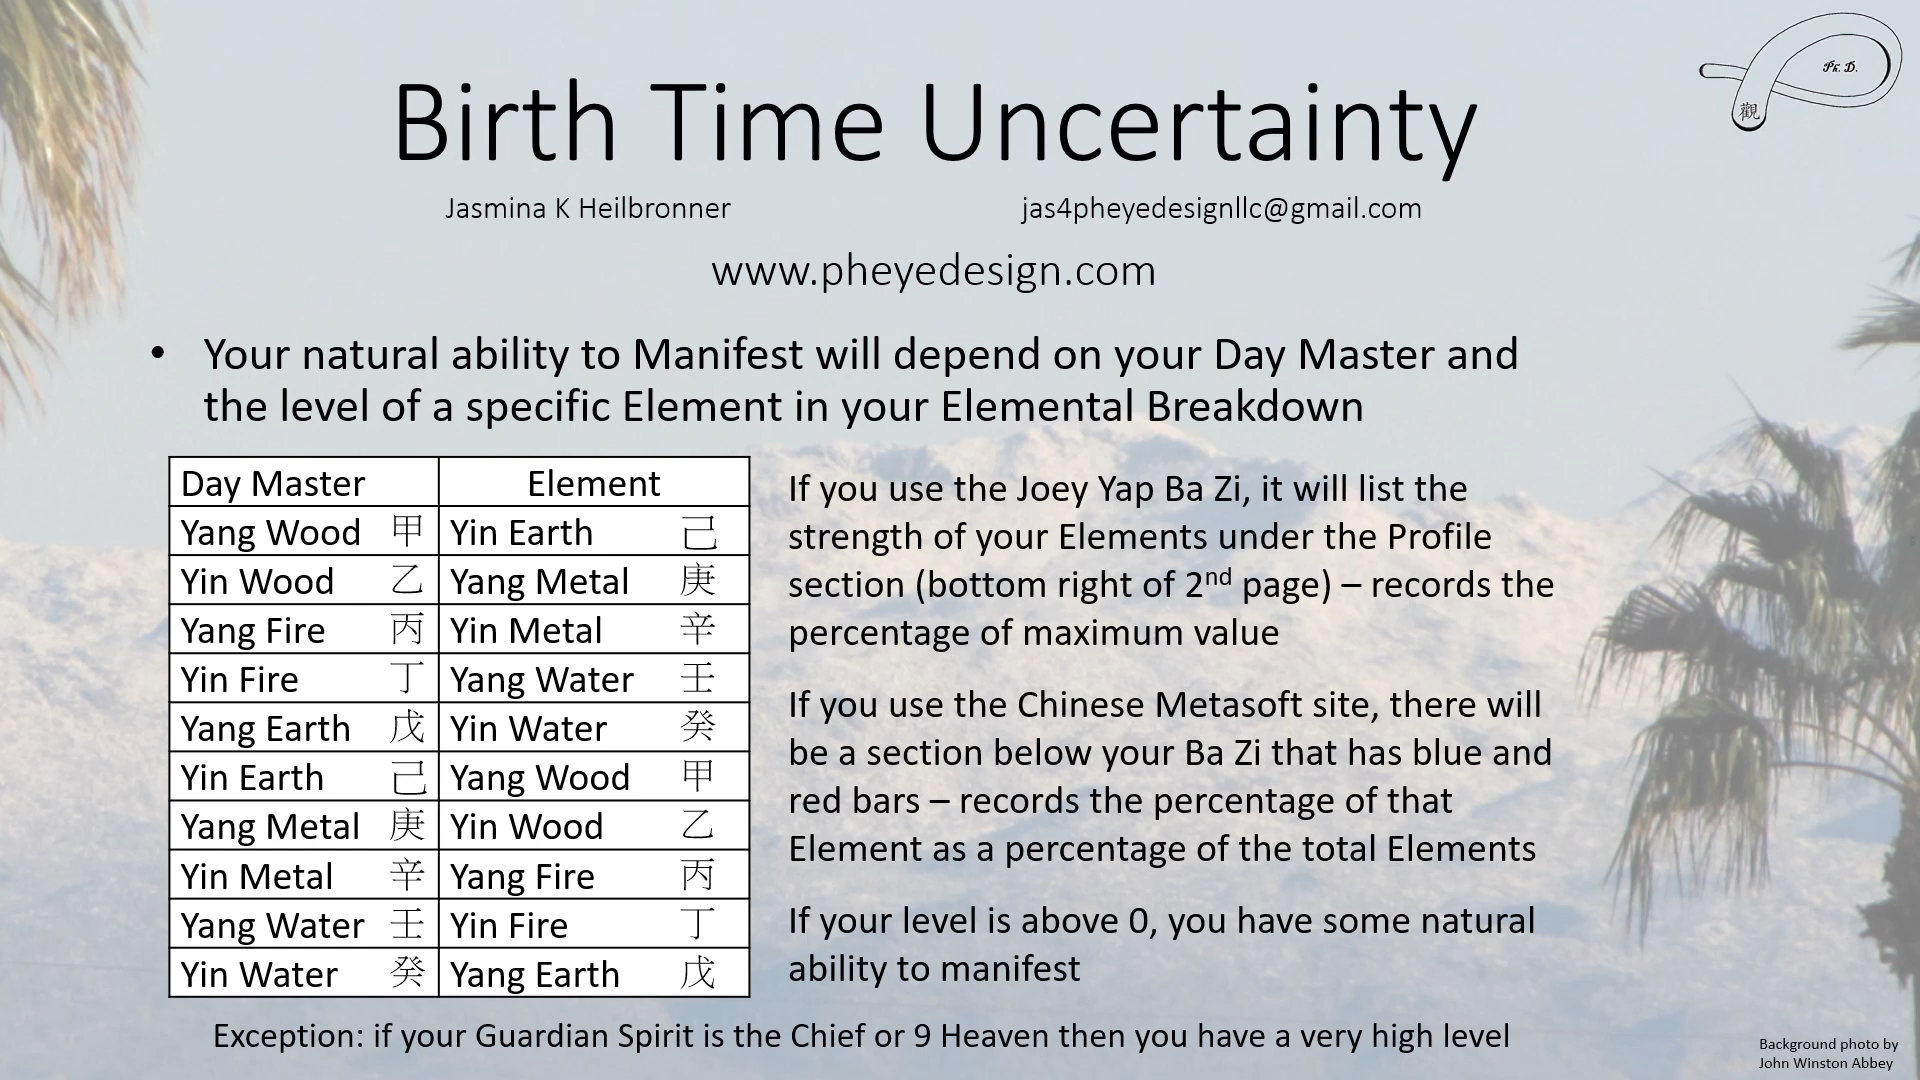 Ph. D.
觀
Birth Time Uncertainty
Jasmina K Heilbronner jas4pheyedesignllc@gmail.com
www.pheyedesign.com
• Your natural ability to Manifest will depend on your Day Master and
the level of a specific Element in your Elemental Breakdown
Day Master Element
Yang Wood 甲 Yin Earth 己
Yin Wood 乙 Yang Metal 庚
Yang Fire 丙 Yin Metal 辛
Yin Fire 丁 Yang Water 壬
Yang Earth 戊 Yin Water 癸
Yin Earth 己 Yang Wood 甲
Yang Metal 庚 Yin Wood 乙
Yin Metal 辛 Yang Fire 丙
Yang Water 壬 Yin Fire 丁
Yin Water 癸 Yang Earth 戊
If you use the Joey Yap Ba Zi, it will list the
strength of your Elements under the Profile
section (bottom right of 2nd page) – records the
percentage of maximum value
If you use the Chinese Metasoft site, there will
be a section below your Ba Zi that has blue and
red bars – records the percentage of that
Element as a percentage of the total Elements
If your level is above 0, you have some natural
ability to manifest
Exception: if your Guardian Spirit is the Chief or 9 Heaven then you have a very high level
Background photo by
John Winston Abbey